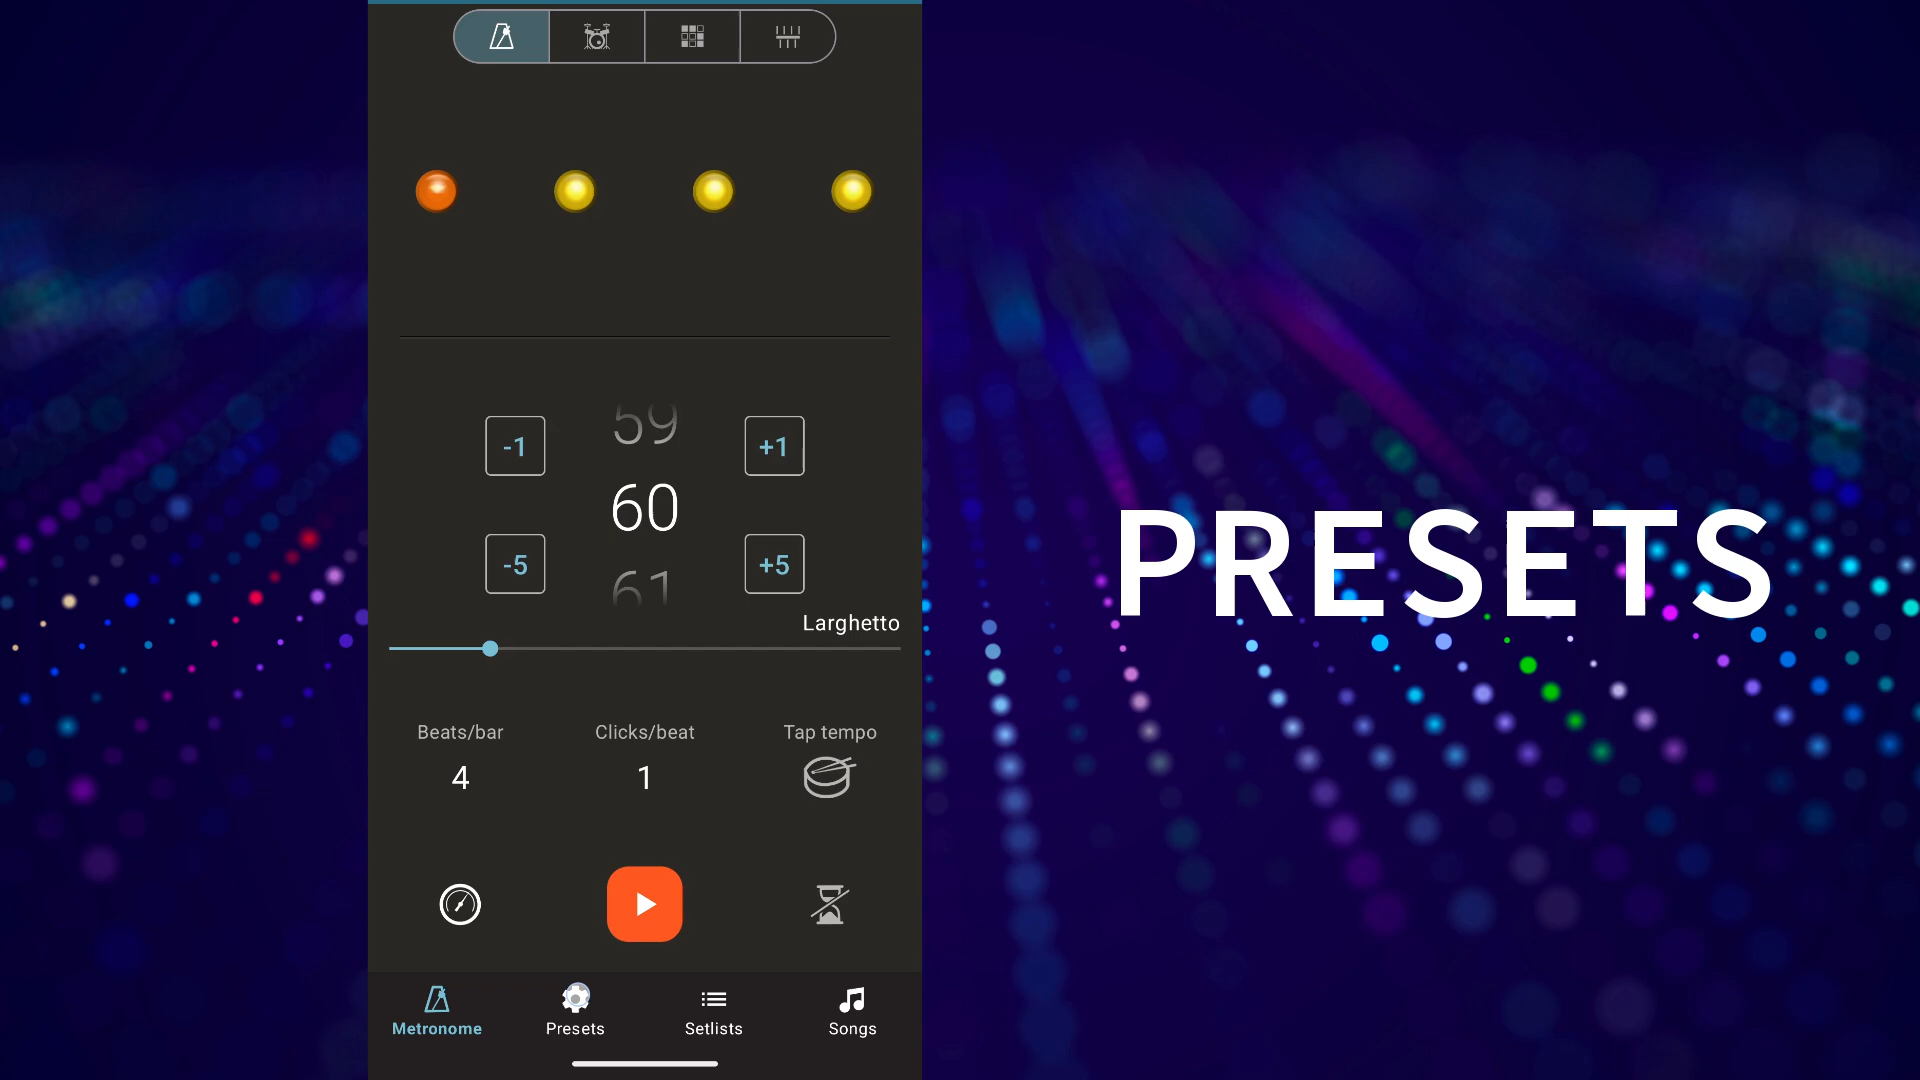 59
-1
60
+1
-5
61
+5
Larghetto
Beats/bar
Clicks/beat
Tap tempo
4
1
Metronome
Presets
Setlists
Songs
PRESETS